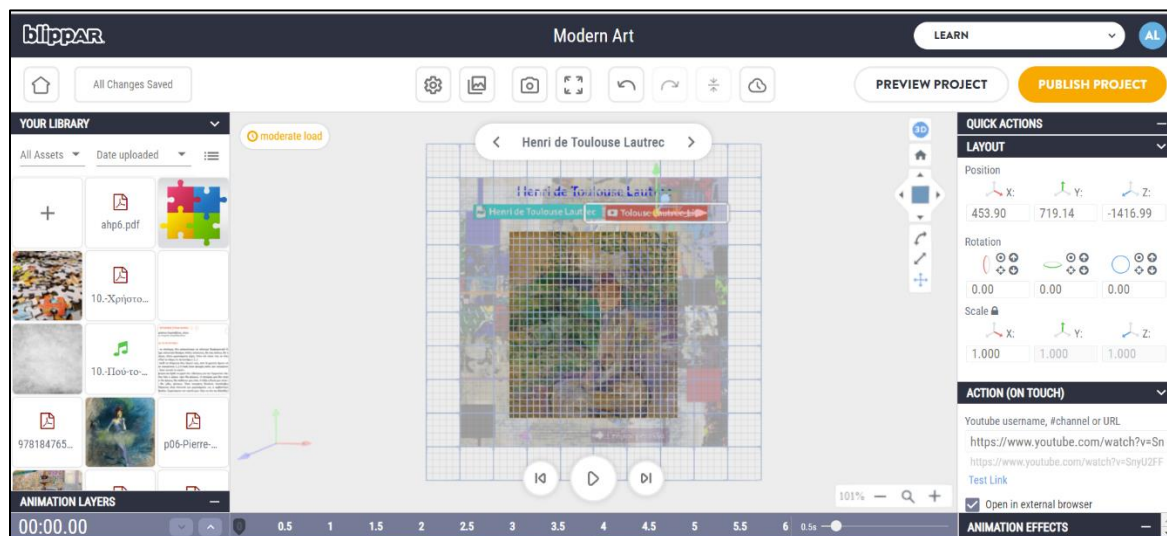 blippAR
Modern Art
LEARN
AL
All Changes Saved
PREVIEW PROJECT
PUBLISH PROJECT
YOUR LIBRARY
All Assets
Date uploaded
ahp6.pdf
10.-Χρήστο...
10.-Πού-το-...
978184765...
p06-Pierre-...
ANIMATION LAYERS
moderate load
Henri de Toulouse Lautrec
Henri de Toulouse Lautrec
Henri de Toulouse Lautrec
3D
101%
QUICK ACTIONS
LAYOUT
Position
X: Y: Z:
453.90 719.14 -1416.99
Rotation
0.00 0.00 0.00
Scale
X: Y: Z:
1.000 1.000 1.000
ACTION (ON TOUCH)
Youtube username, #channel or URL
https://www.youtube.com/watch?v=Sn
https://www.youtube.com/watch?v=SnyU2FF
Test Link
Open in external browser
ANIMATION EFFECTS
00:00.00
0.5 1 1.5 2 2.5 3 3.5 4 4.5 5 5.5 6 0.5s